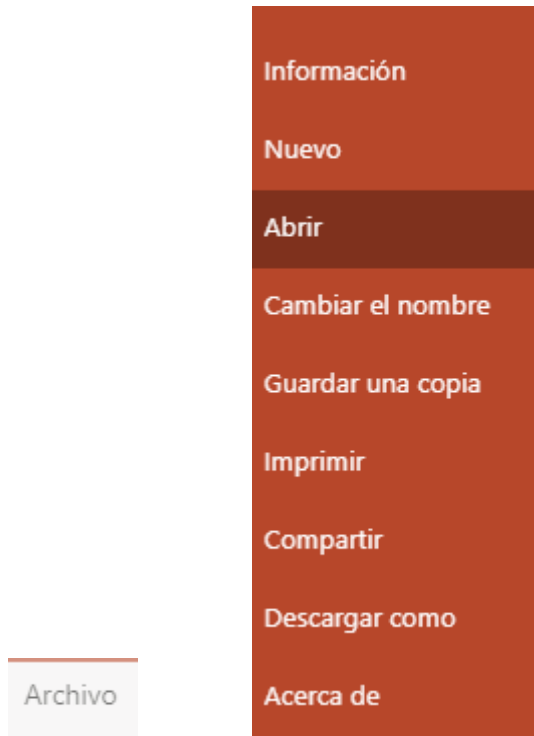 Información
Nuevo
Abrir
Cambiar el nombre
Guardar una copia
Imprimir
Compartir
Descargar como
Archivo
Acerca de